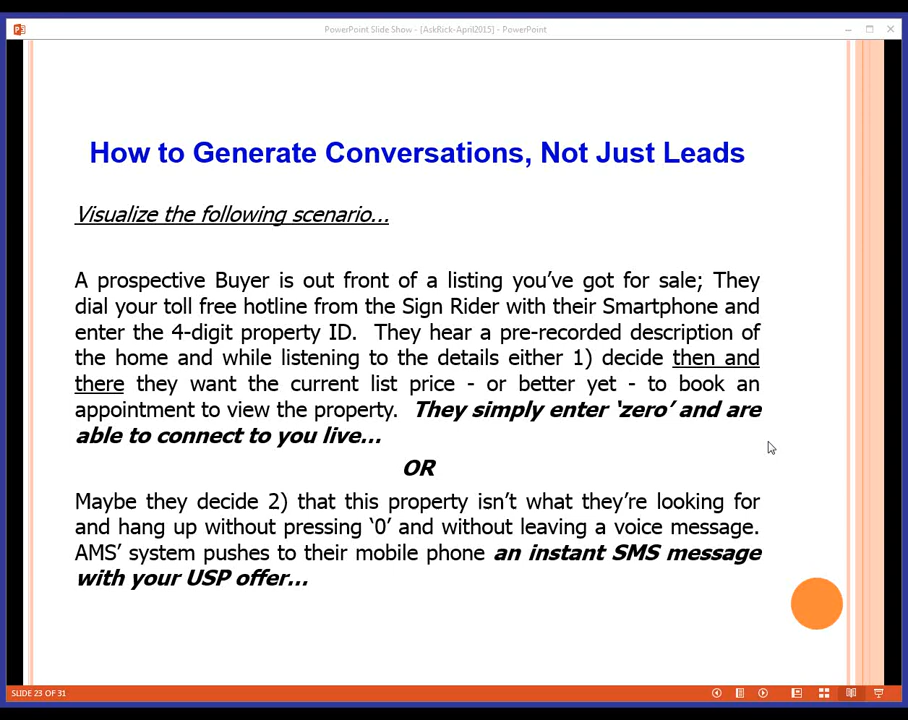 PowerPoint Slide Show - [AskRick-April2015] - PowerPoint
How to Generate Conversations, Not Just Leads
Visualize the following scenario...
A prospective Buyer is out front of a listing you've got for sale; They
dial your toll free hotline from the Sign Rider with their Smartphone and
enter the 4-digit property ID. They hear a pre-recorded description of
the home and while listening to the details either 1) decide then and
there they want the current list price - or better yet - to book an
appointment to view the property. They simply enter 'zero' and are
able to connect to you live...
OR
Maybe they decide 2) that this property isn't what they're looking for
and hang up without pressing '0' and without leaving a voice message.
AMS' system pushes to their mobile phone an instant SMS message
with your USP offer...
SLIDE 23 OF 31